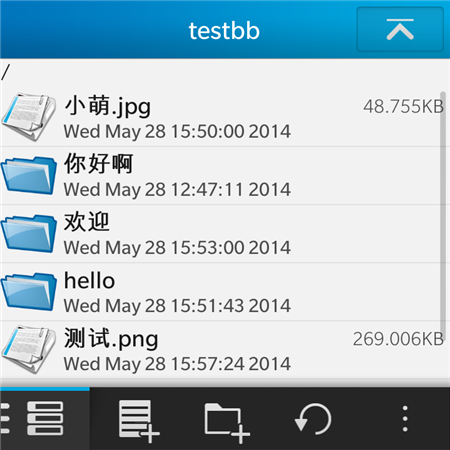 testbb
/
小萌.jpg 48.755KB
Wed May 28 15:50:00 2014
你好啊
Wed May 28 12:47:11 2014
欢迎
Wed May 28 15:53:00 2014
hello
Wed May 28 15:51:43 2014
测试.png 269.006KB
Wed May 28 15:57:24 2014